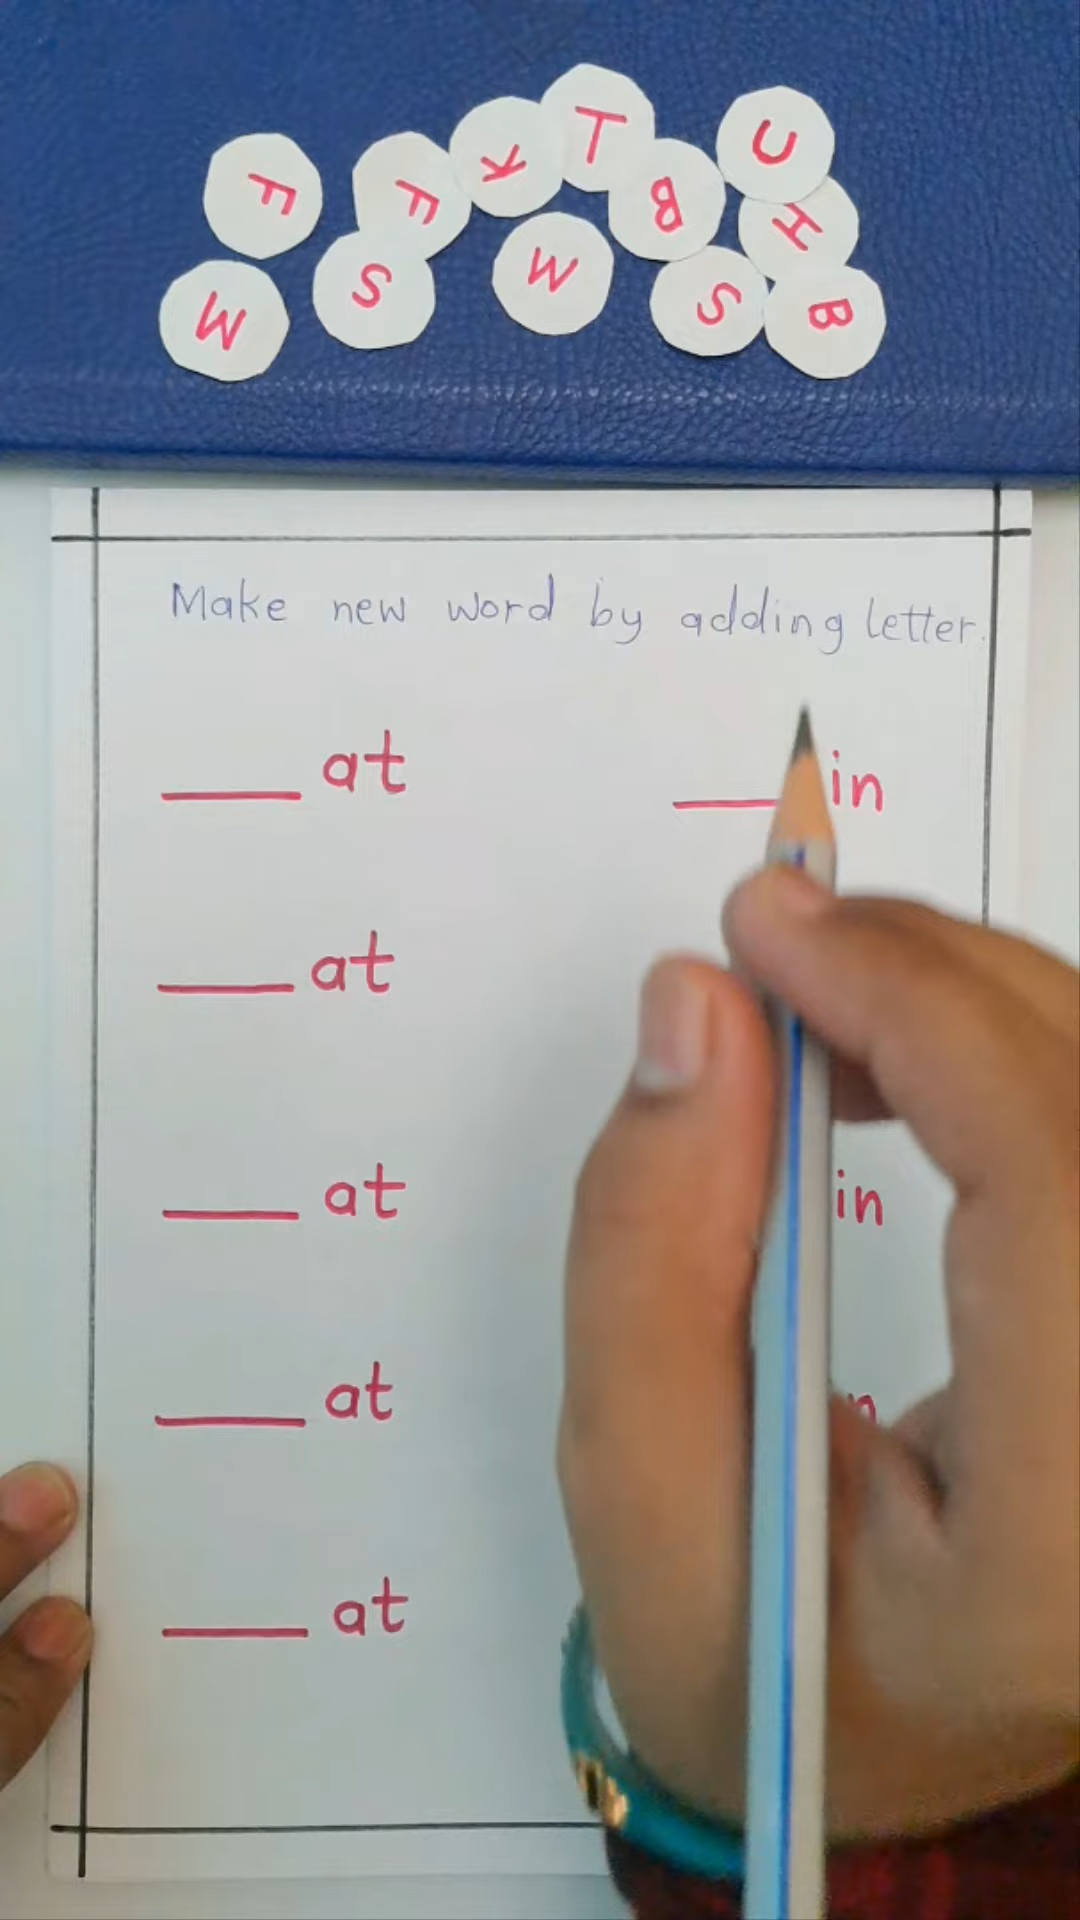 F F K T B U H
M S M S B
Make new word by adding letter.
at in
at
at in
at n
at